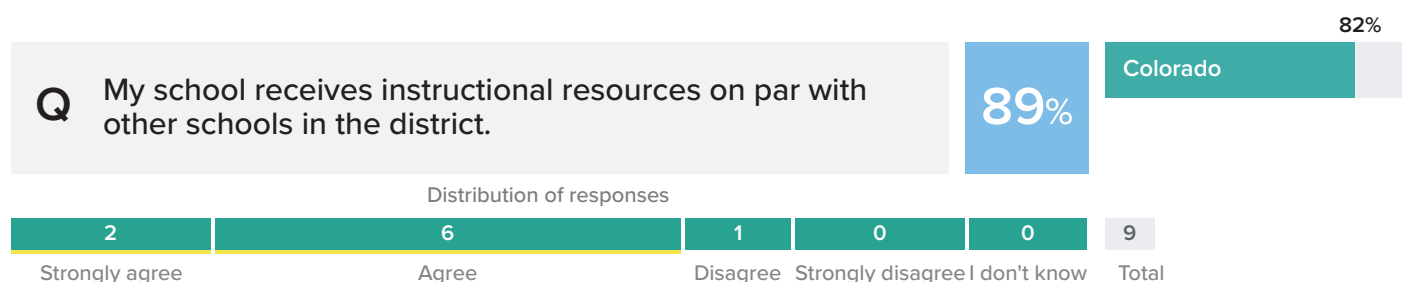 82%
Q
My school receives instructional resources on par with
other schools in the district.
89%
Colorado
Distribution of responses
2 6 1 0 0 9
Strongly agree Agree Disagree Strongly disagree I don't know Total